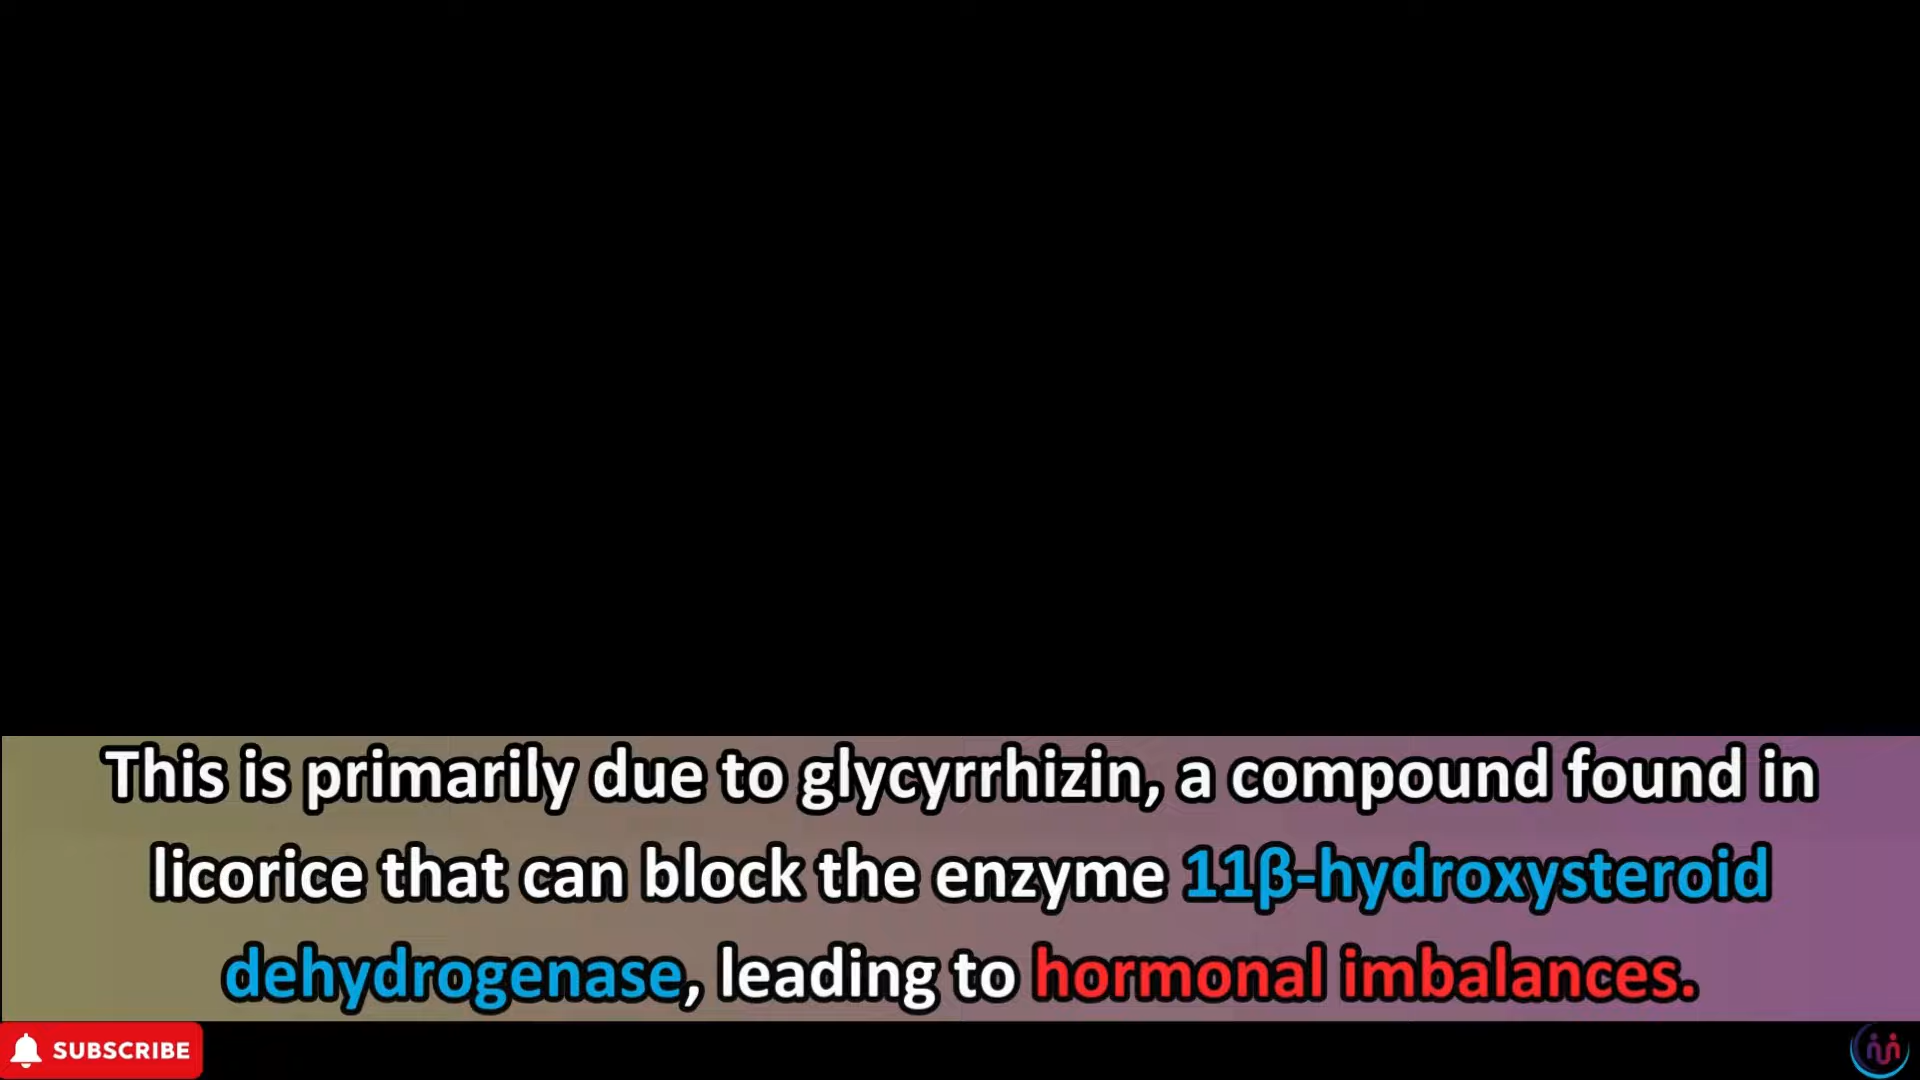 This is primarily due to glycyrrhizin, a compound found in
licorice that can block the enzyme 11β-hydroxysteroid
dehydrogenase, leading to hormonal imbalances.
SUBSCRIBE